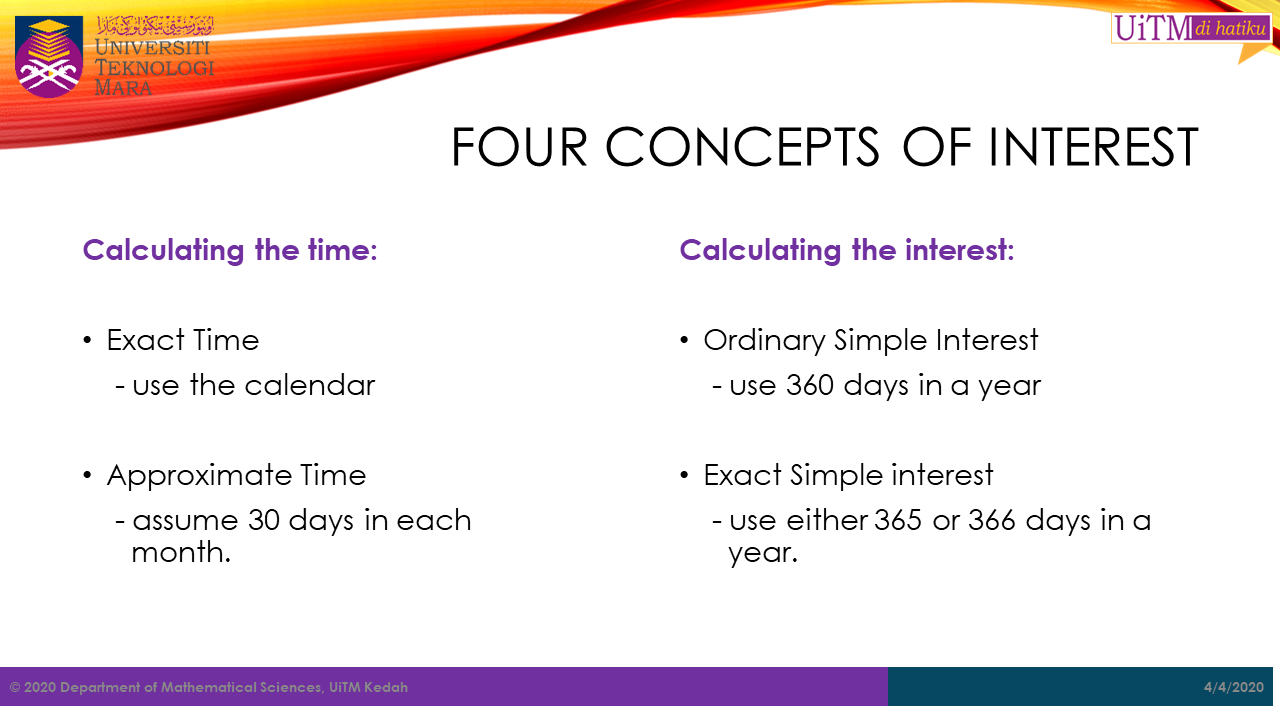 UNIVERSITI
TEKNOLOGI
MARA
UiTM di hatiku
FOUR CONCEPTS OF INTEREST
Calculating the time:
• Exact Time
- use the calendar
• Approximate Time
- assume 30 days in each
month.
Calculating the interest:
• Ordinary Simple Interest
- use 360 days in a year
• Exact Simple interest
- use either 365 or 366 days in a
year.
© 2020 Department of Mathematical Sciences, UiTM Kedah
4/4/2020